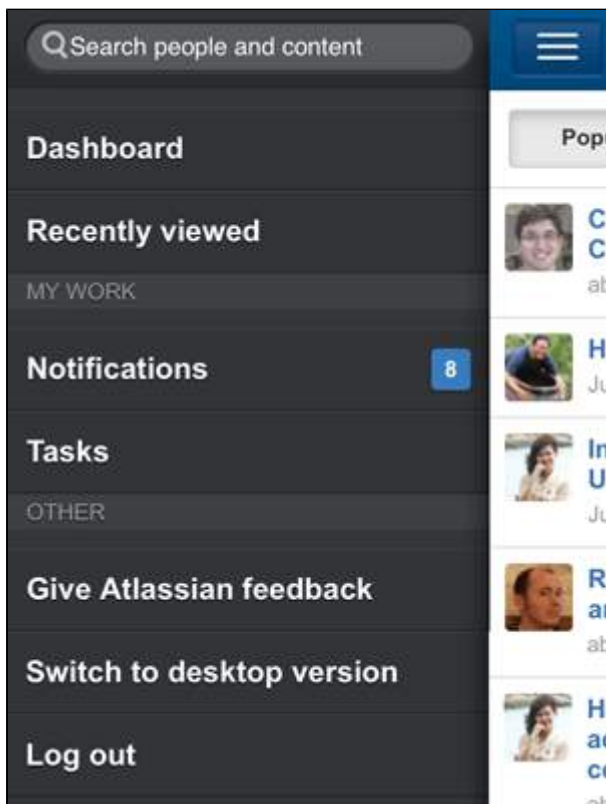 Search people and content
Dashboard
Recently viewed
MY WORK
Notifications 8
Tasks
OTHER
Give Atlassian feedback
Switch to desktop version
Log out